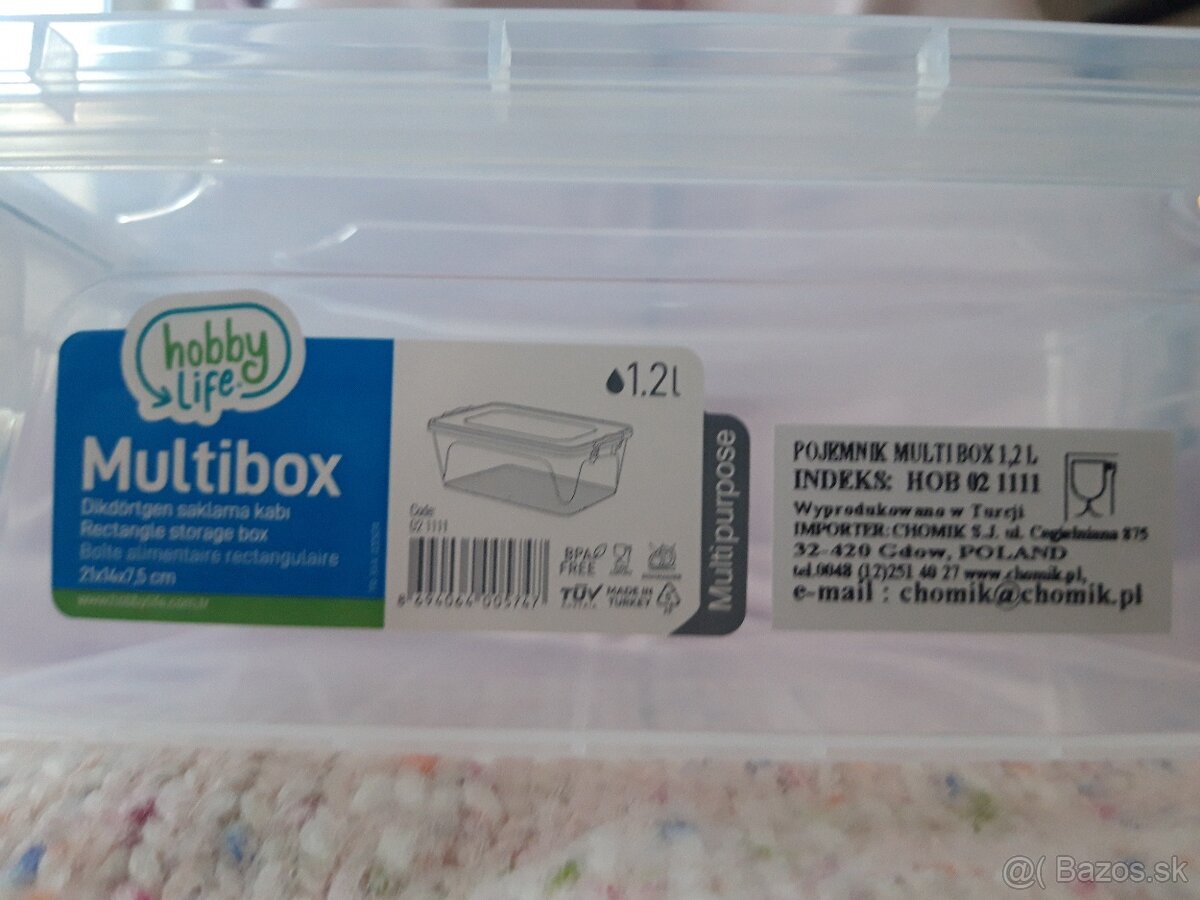 hobby
life
Multibox
Dikdörtgen saklama kabı
Rectangle storage box
Boîte alimentaire rectangulaire
21x14x7,5 cm
1.2l
Code
02 1111
8 694064 005747
BPA
FREE
TÜV
MADE IN
TURKEY
Multipurpose
POJEMNIK MULTI BOX 1,2 L
INDEKS: HOB 02 1111
Wyprodukowano w Turcji
IMPORTER: CHOMIK S.J. ul. Cegielniana 875
32-420 Gdow, POLAND
tel.0048 (12)251 40 27 www.chomik.pl,
e-mail : chomik@chomik.pl
@( Bazos.sk